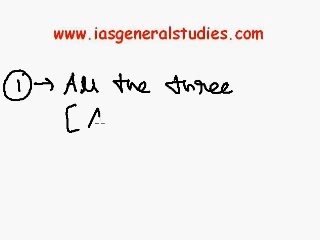 www.iasgeneralstudies.com
① → All the three
[ A